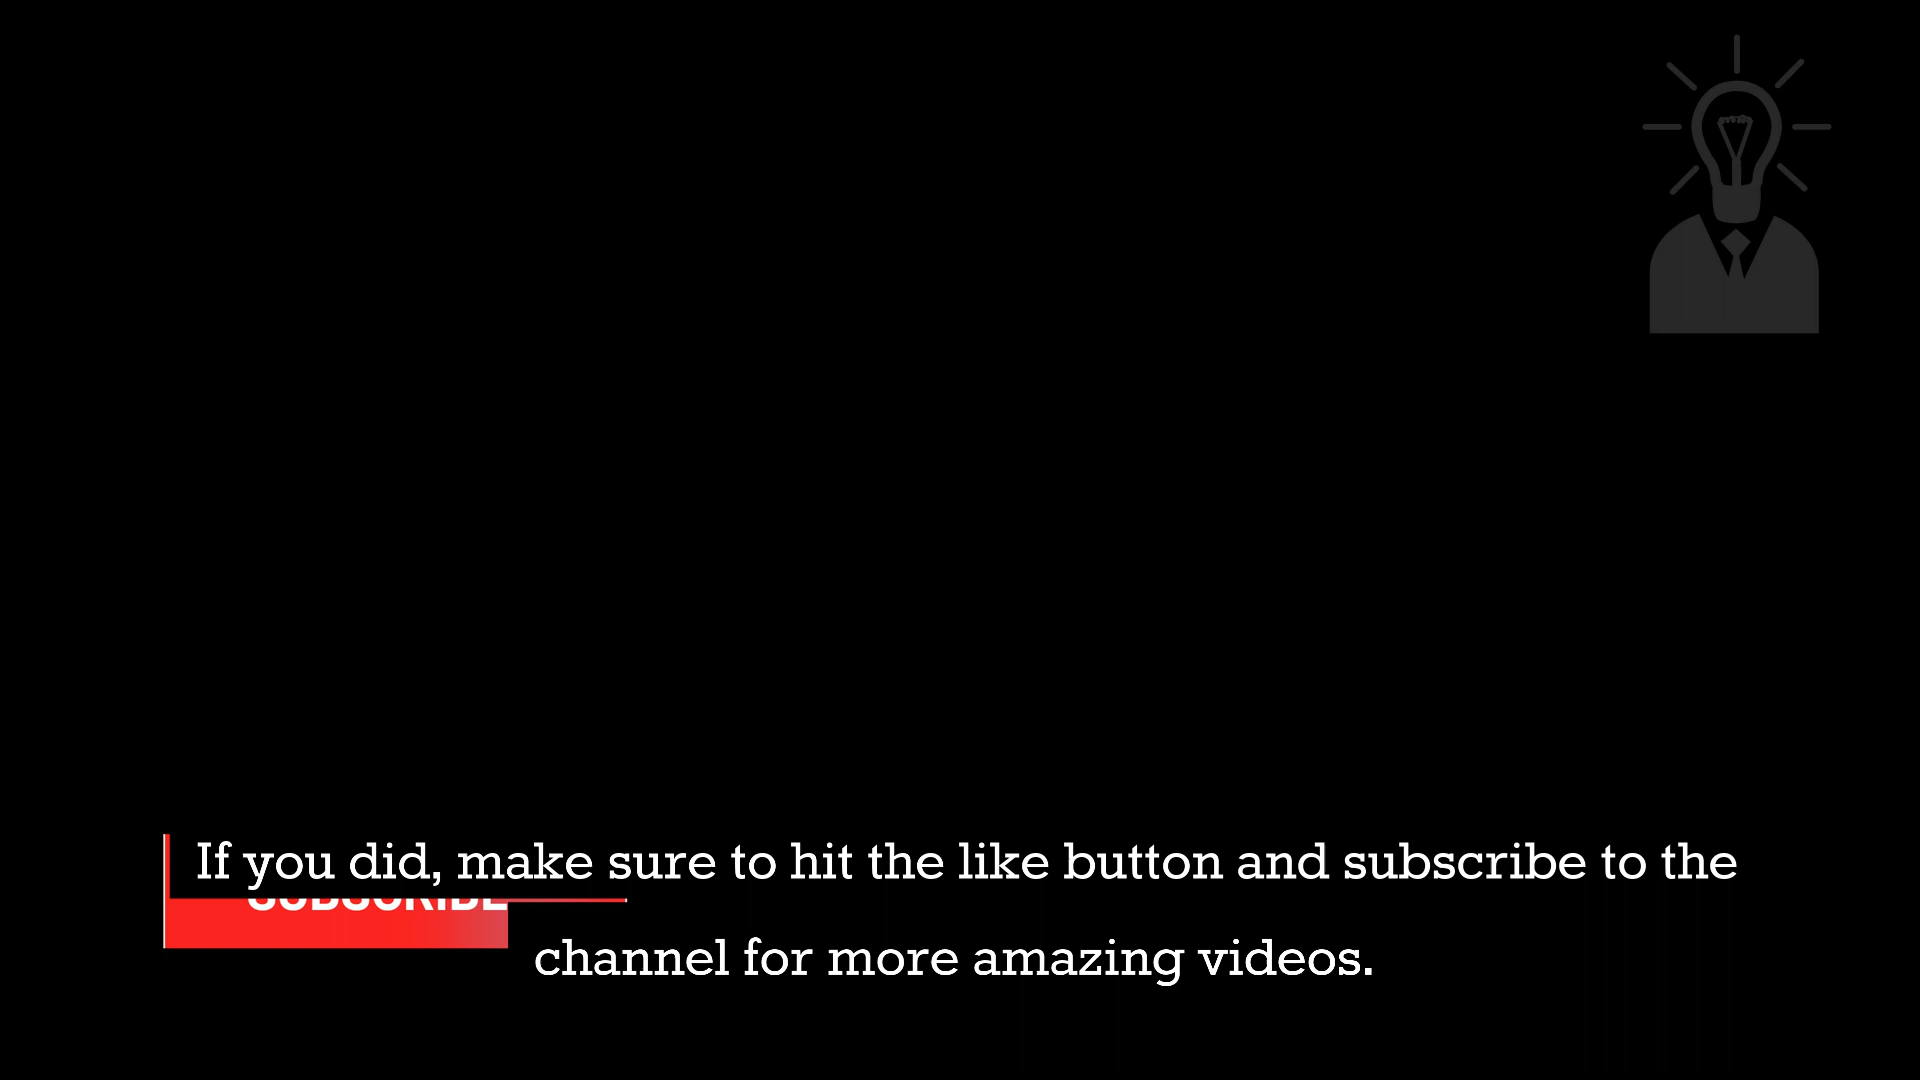 If you did, make sure to hit the like button and subscribe to the
SUBSCRIBE
channel for more amazing videos.